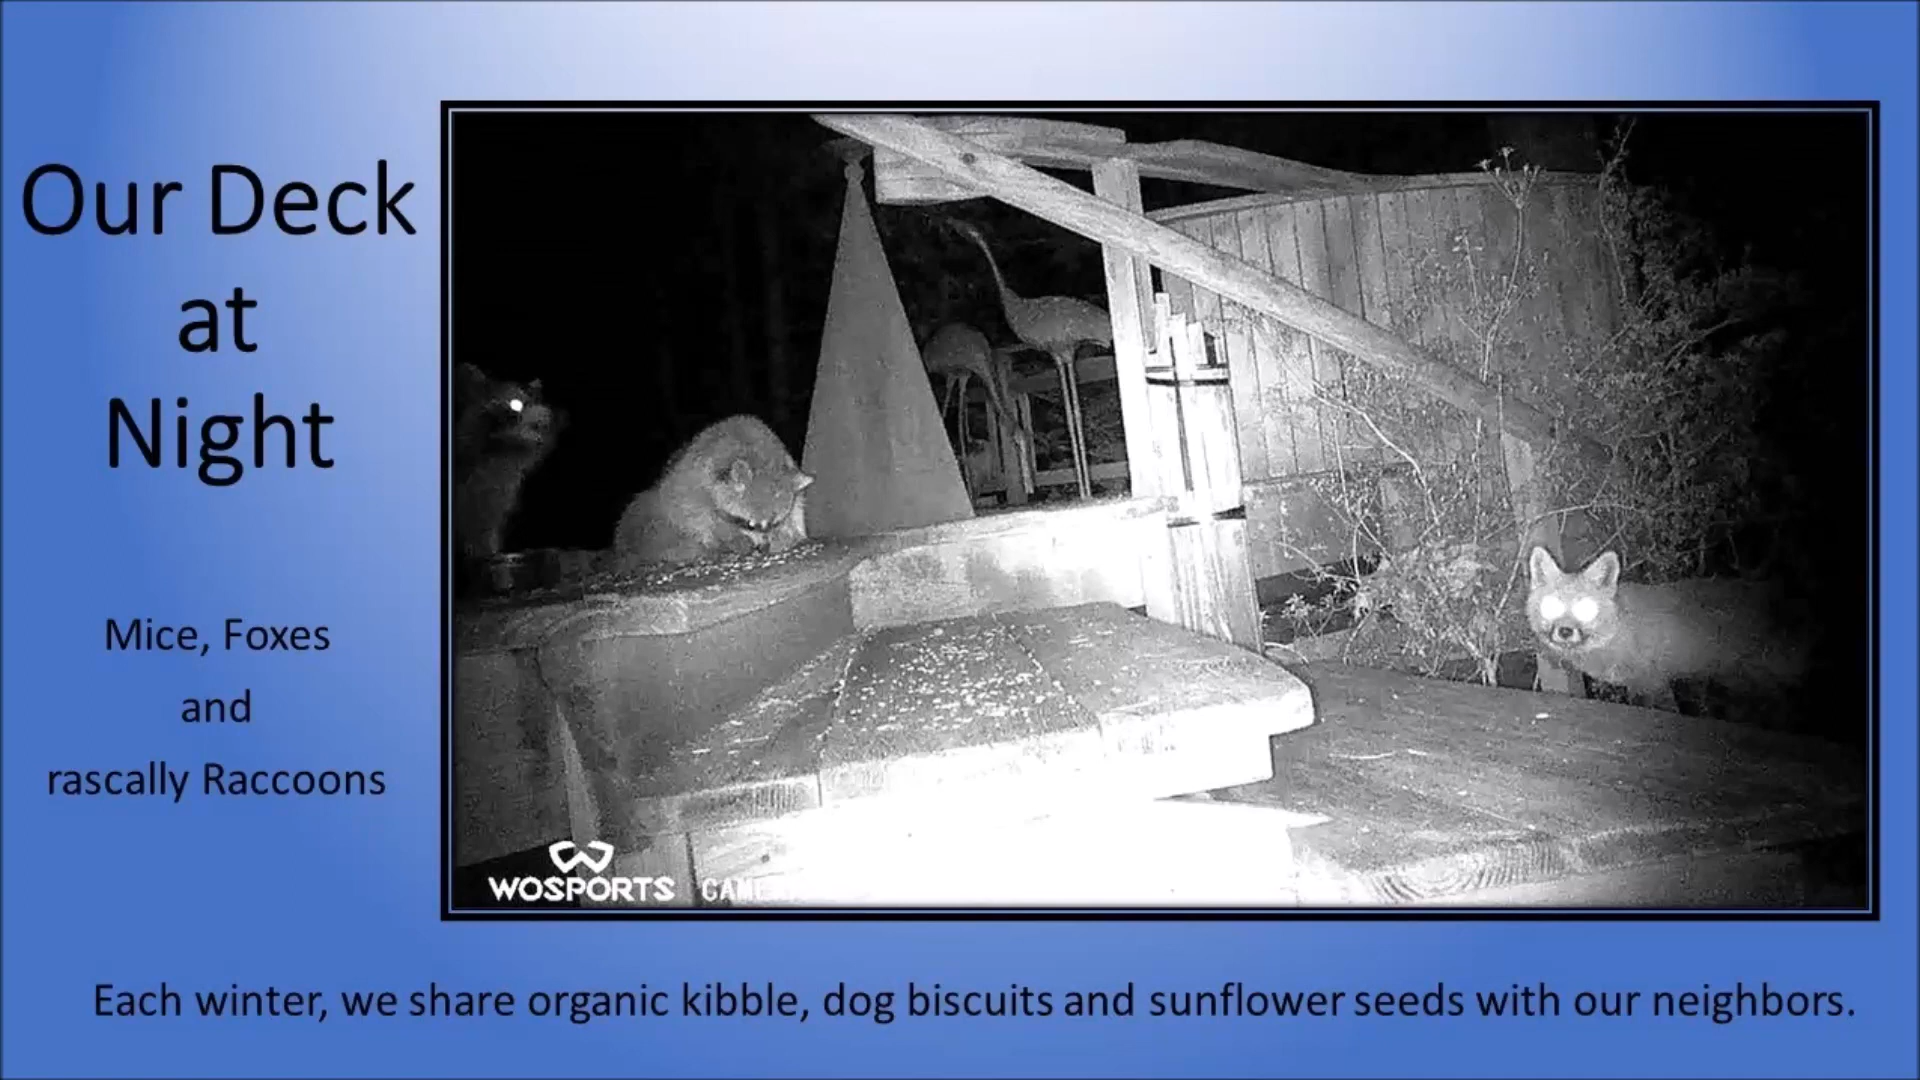 Our Deck
at
Night
Mice, Foxes
and
rascally Raccoons
WOSPORTS
Each winter, we share organic kibble, dog biscuits and sunflower seeds with our neighbors.